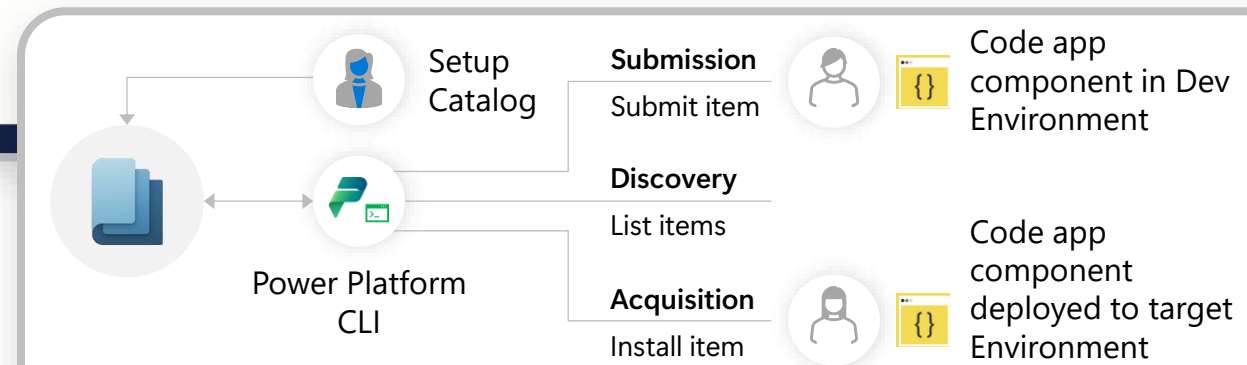 Setup
Catalog
Power Platform
CLI
Submission
Submit item
Discovery
List items
Acquisition
Install item
{}
Code app
component in Dev
Environment
{}
Code app
component
deployed to target
Environment